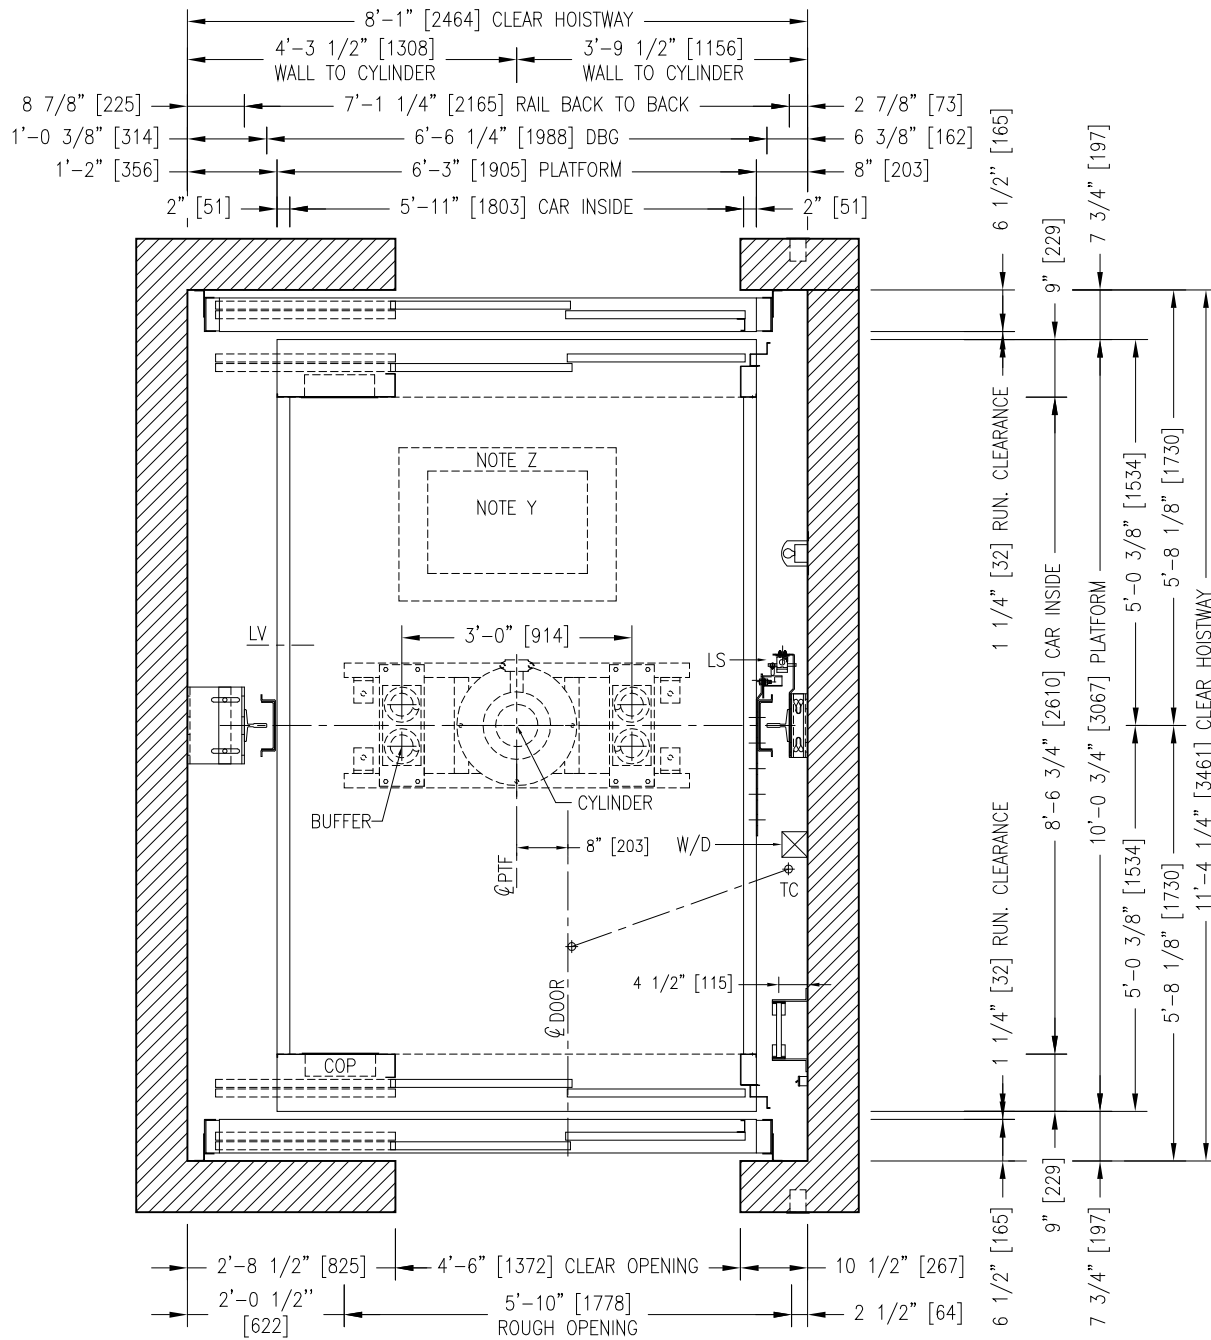 8'-1" [2464] CLEAR HOISTWAY
4'-3 1/2" [1308]
WALL TO CYLINDER
3'-9 1/2" [1156]
WALL TO CYLINDER
8 7/8" [225]
7'-1 1/4" [2165] RAIL BACK TO BACK
2 7/8" [73]
1'-0 3/8" [314]
6'-6 1/4" [1988] DBG
6 3/8" [162]
1'-2" [356]
6'-3" [1905] PLATFORM
8" [203]
2" [51]
5'-11" [1803] CAR INSIDE
2" [51]
6 1/2" [165]
7 3/4" [197]
9" [229]
NOTE Z
NOTE Y
1 1/4" [32] RUN. CLEARANCE
5'-0 3/8" [1534]
5'-8 1/8" [1730]
LV
3'-0" [914]
LS
8'-6 3/4" [2610] CAR INSIDE
10'-0 3/4" [3067] PLATFORM
11'-4 1/4" [3461] CLEAR HOISTWAY
BUFFER
CYLINDER
8" [203]
W/D
℄ PTF
TC
4 1/2" [115]
℄ DOOR
COP
1 1/4" [32] RUN. CLEARANCE
5'-0 3/8" [1534]
5'-8 1/8" [1730]
6 1/2" [165]
9" [229]
7 3/4" [197]
2'-8 1/2" [825]
4'-6" [1372] CLEAR OPENING
10 1/2" [267]
2'-0 1/2''
[622]
5'-10" [1778]
ROUGH OPENING
2 1/2" [64]